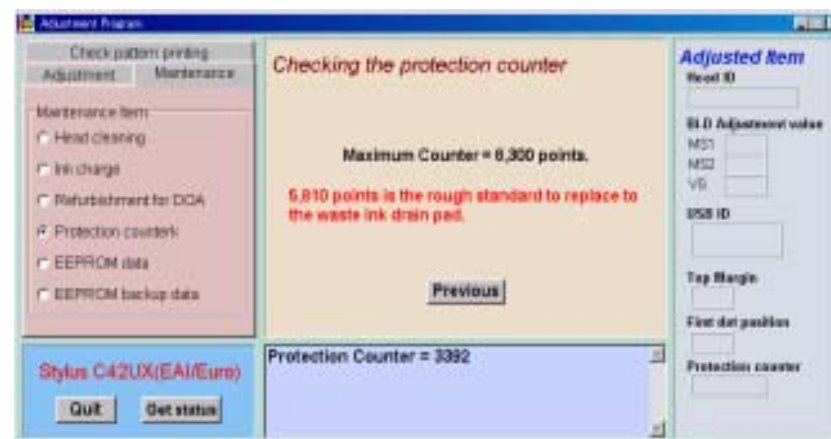 Adjustment Program
Check pattern printing
Adjustment
Maintenance
Maintenance Item
Head cleaning
Ink charge
Refurbishment for DOA
Protection counterk
EEPROM data
EEPROM backup data
Stylus C42UX(EAI/Euro)
Quit
Get status
Checking the protection counter
Maximum Counter = 6,300 points.
5,810 points is the rough standard to replace to
the waste ink drain pad.
Previous
Protection Counter = 3392
Adjusted Item
Head ID
BI-D Adjustment value
MS1
MS2
VB
USB ID
Top Margin
First dot position
Protection counter